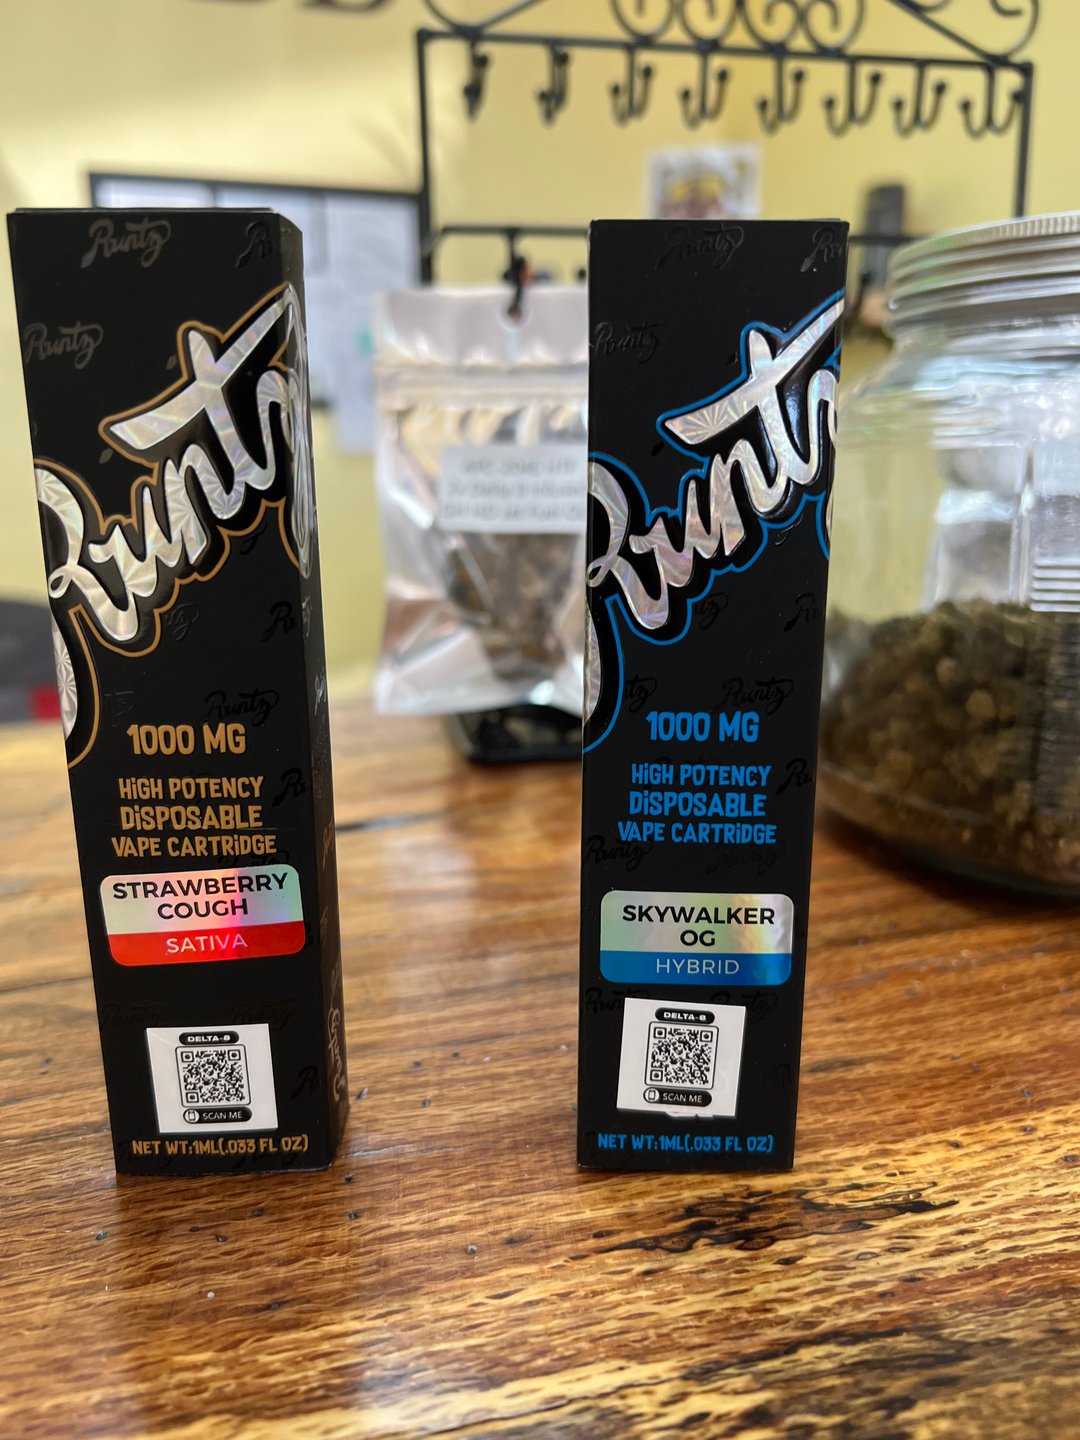 Runtz
1000 MG
HiGH POTENCY
DiSPOSABLE
VAPE CARTRiDGE
STRAWBERRY
COUGH
SATIVA
DELTA-8
SCAN ME
NET WT:1ML(.033 FL OZ)
Runtz
1000 MG
HiGH POTENCY
DiSPOSABLE
VAPE CARTRiDGE
SKYWALKER
OG
HYBRID
DELTA-8
SCAN ME
NET WT:1ML(.033 FL OZ)